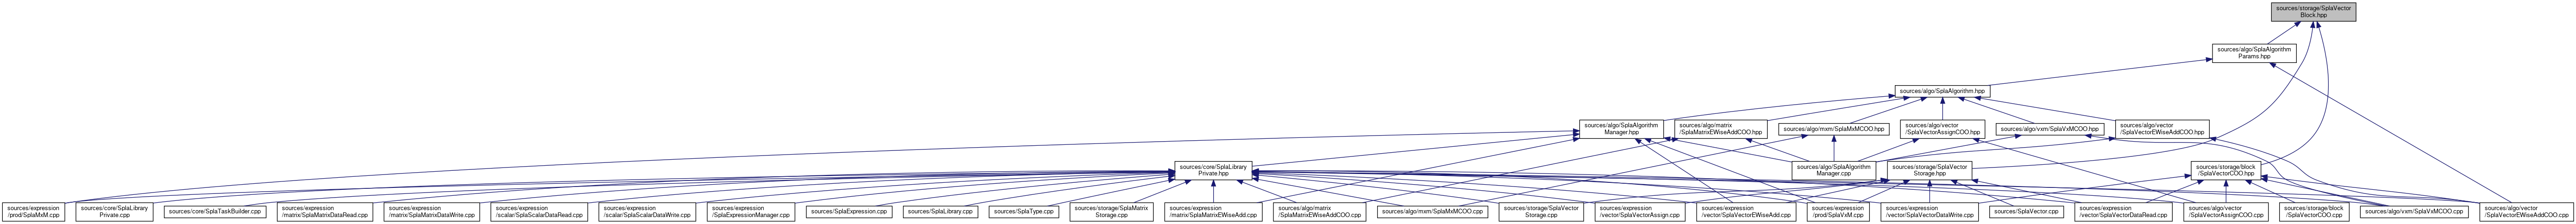 sources/storage/SplaVector
Block.hpp
sources/algo/SplaAlgorithm
Params.hpp
sources/algo/SplaAlgorithm.hpp
sources/algo/SplaAlgorithm
Manager.hpp
sources/algo/matrix
/SplaMatrixEWiseAddCOO.hpp
sources/algo/mxm/SplaMxMCOO.hpp
sources/algo/vector
/SplaVectorAssignCOO.hpp
sources/algo/vxm/SplaVxMCOO.hpp
sources/algo/vector
/SplaVectorEWiseAddCOO.hpp
sources/core/SplaLibrary
Private.hpp
sources/algo/SplaAlgorithm
Manager.cpp
sources/storage/SplaVector
Storage.hpp
sources/storage/block
/SplaVectorCOO.hpp
sources/expression
/prod/SplaMxM.cpp
sources/core/SplaLibrary
Private.cpp
sources/core/SplaTaskBuilder.cpp
sources/expression
/matrix/SplaMatrixDataRead.cpp
sources/expression
/matrix/SplaMatrixDataWrite.cpp
sources/expression
/scalar/SplaScalarDataRead.cpp
sources/expression
/scalar/SplaScalarDataWrite.cpp
sources/expression
/SplaExpressionManager.cpp
sources/SplaExpression.cpp
sources/SplaLibrary.cpp
sources/SplaType.cpp
sources/storage/SplaMatrix
Storage.cpp
sources/expression
/matrix/SplaMatrixEWiseAdd.cpp
sources/algo/matrix
/SplaMatrixEWiseAddCOO.cpp
sources/algo/mxm/SplaMxMCOO.cpp
sources/storage/SplaVector
Storage.cpp
sources/expression
/vector/SplaVectorAssign.cpp
sources/expression
/vector/SplaVectorEWiseAdd.cpp
sources/expression
/prod/SplaVxM.cpp
sources/expression
/vector/SplaVectorDataWrite.cpp
sources/SplaVector.cpp
sources/expression
/vector/SplaVectorDataRead.cpp
sources/algo/vector
/SplaVectorAssignCOO.cpp
sources/storage/block
/SplaVectorCOO.cpp
sources/algo/vxm/SplaVxMCOO.cpp
sources/algo/vector
/SplaVectorEWiseAddCOO.cpp